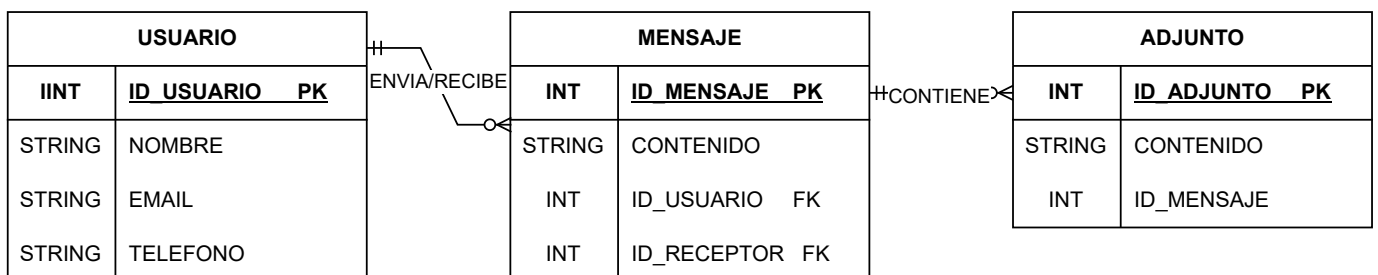 USUARIO
IINT ID_USUARIO PK
STRING NOMBRE
STRING EMAIL
STRING TELEFONO
ENVIA/RECIBE
MENSAJE
INT ID_MENSAJE PK
STRING CONTENIDO
INT ID_USUARIO FK
INT ID_RECEPTOR FK
CONTIENE
ADJUNTO
INT ID_ADJUNTO PK
STRING CONTENIDO
INT ID_MENSAJE